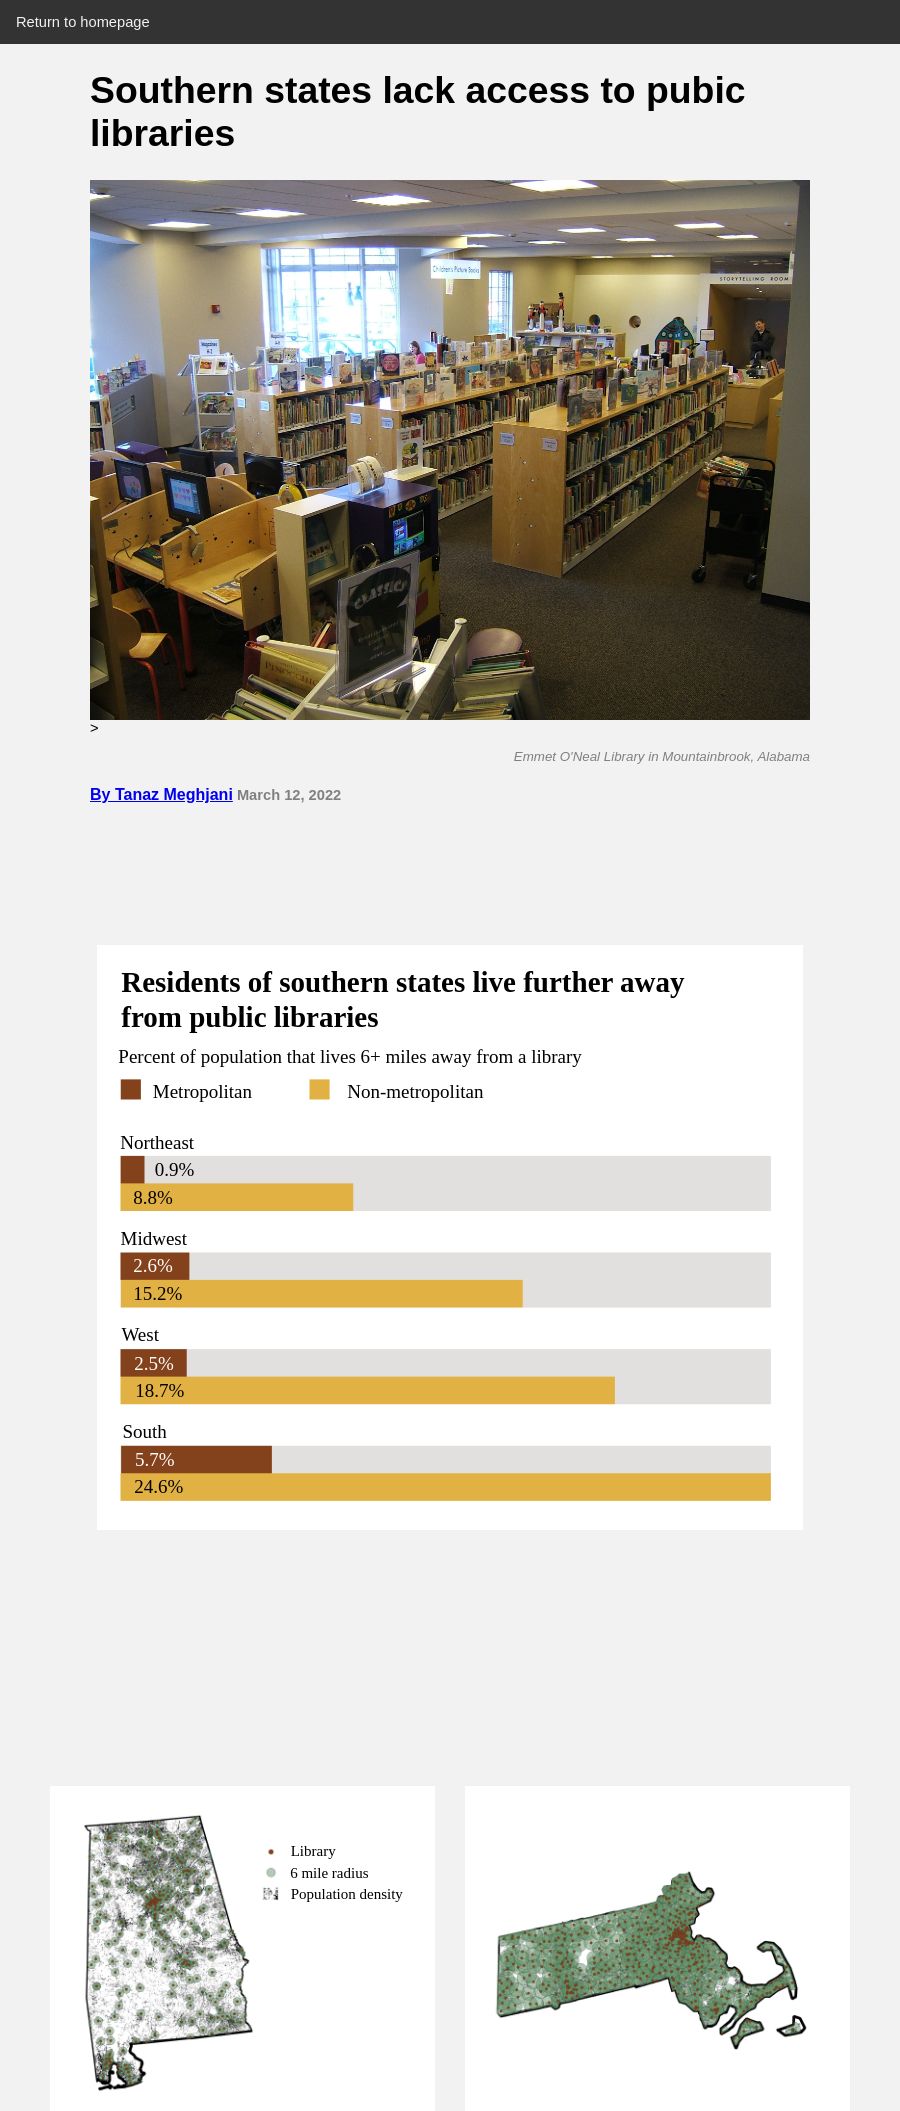 Return to homepage
Southern states lack access to pubic
libraries
Children's Picture Books
STORYTELLING ROOM
Magazines
CLASSICS
>
Emmet O'Neal Library in Mountainbrook, Alabama
By Tanaz Meghjani March 12, 2022
Residents of southern states live further away
from public libraries
Percent of population that lives 6+ miles away from a library
Metropolitan Non-metropolitan
Northeast
0.9%
8.8%
Midwest
2.6%
15.2%
West
2.5%
18.7%
South
5.7%
24.6%
Library
6 mile radius
Population density